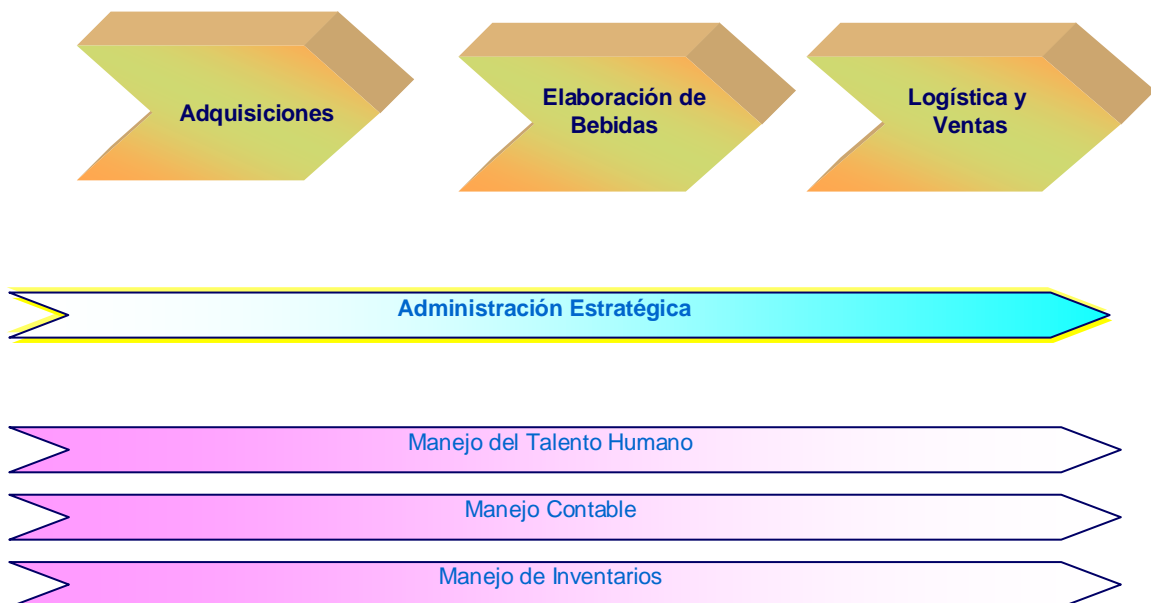 Adquisiciones
Elaboración de
Bebidas
Logística y
Ventas
Administración Estratégica
Manejo del Talento Humano
Manejo Contable
Manejo de Inventarios